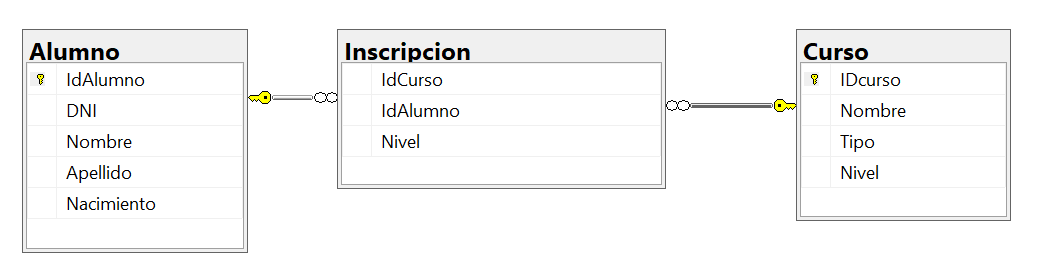 Alumno
IdAlumno
DNI
Nombre
Apellido
Nacimiento
Inscripcion
IdCurso
IdAlumno
Nivel
Curso
IDcurso
Nombre
Tipo
Nivel